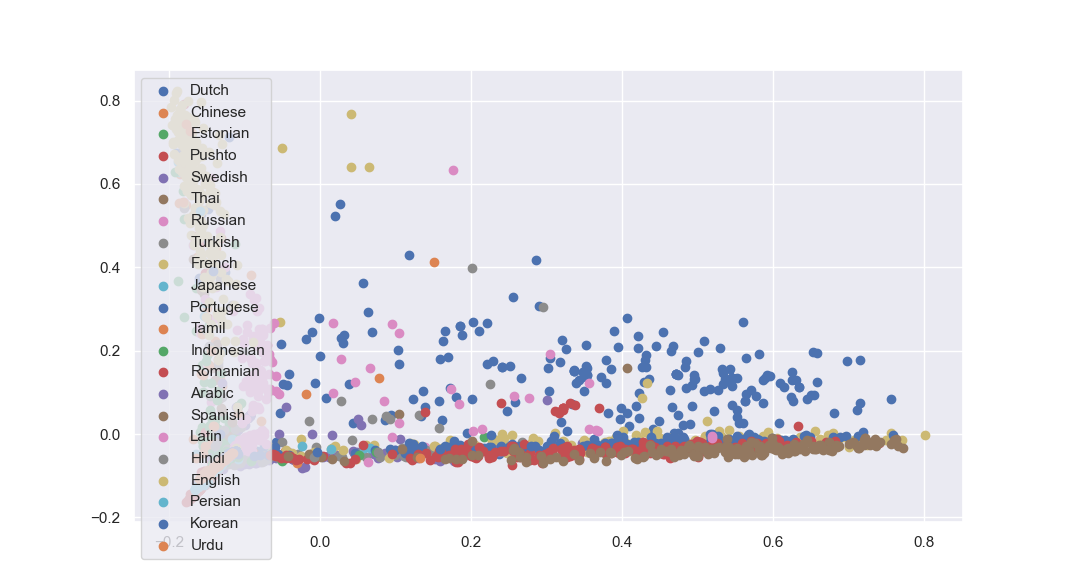 Dutch
Chinese
Estonian
Pushto
Swedish
Thai
Russian
Turkish
French
Japanese
Portugese
Tamil
Indonesian
Romanian
Arabic
Spanish
Latin
Hindi
English
Persian
Korean
Urdu
0.8
0.6
0.4
0.2
0.0
−0.2
−0.2 0.0 0.2 0.4 0.6 0.8